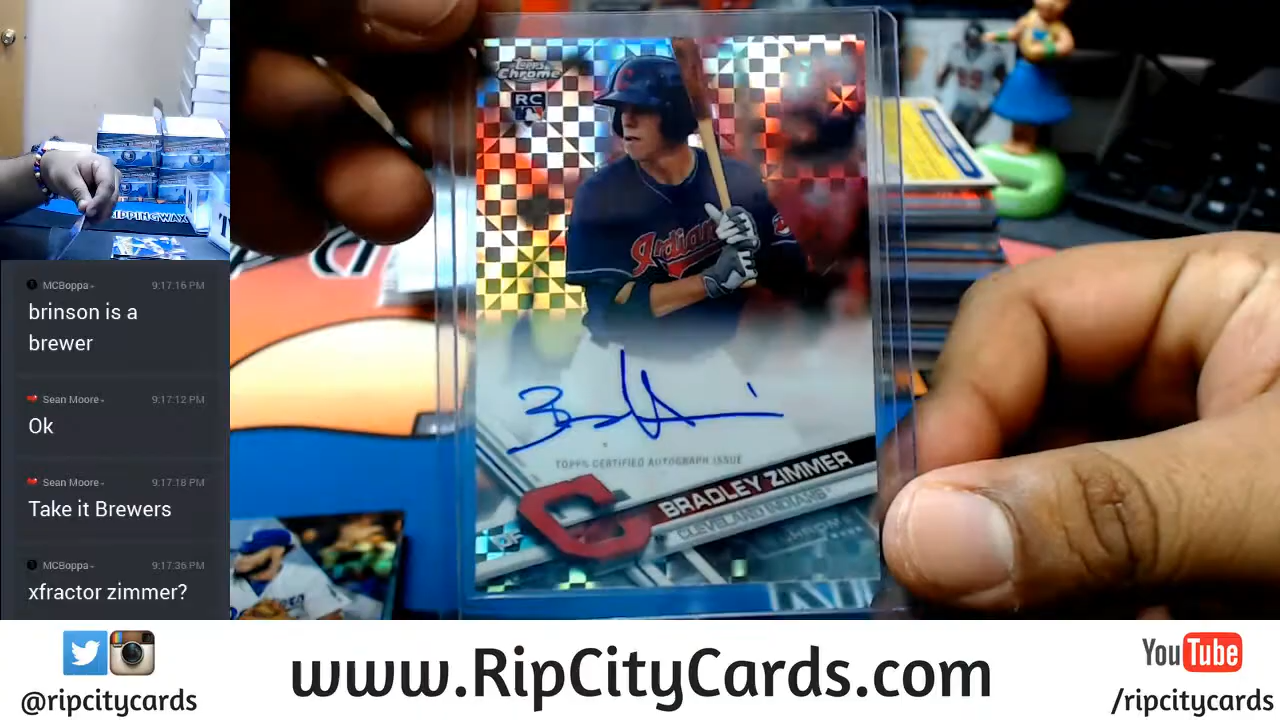 RIPPINGWAX
MCBoppa
9:17:16 PM
brinson is a
brewer
Sean Moore
9:17:12 PM
Ok
Sean Moore
9:17:18 PM
Take it Brewers
MCBoppa
9:17:36 PM
xfractor zimmer?
Topps
Chrome
RC
Indians
TOPPS CERTIFIED AUTOGRAPH ISSUE
BRADLEY ZIMMER
CLEVELAND INDIANS
OF
C
@ripcitycards
www.RipCityCards.com
YouTube
/ripcitycards